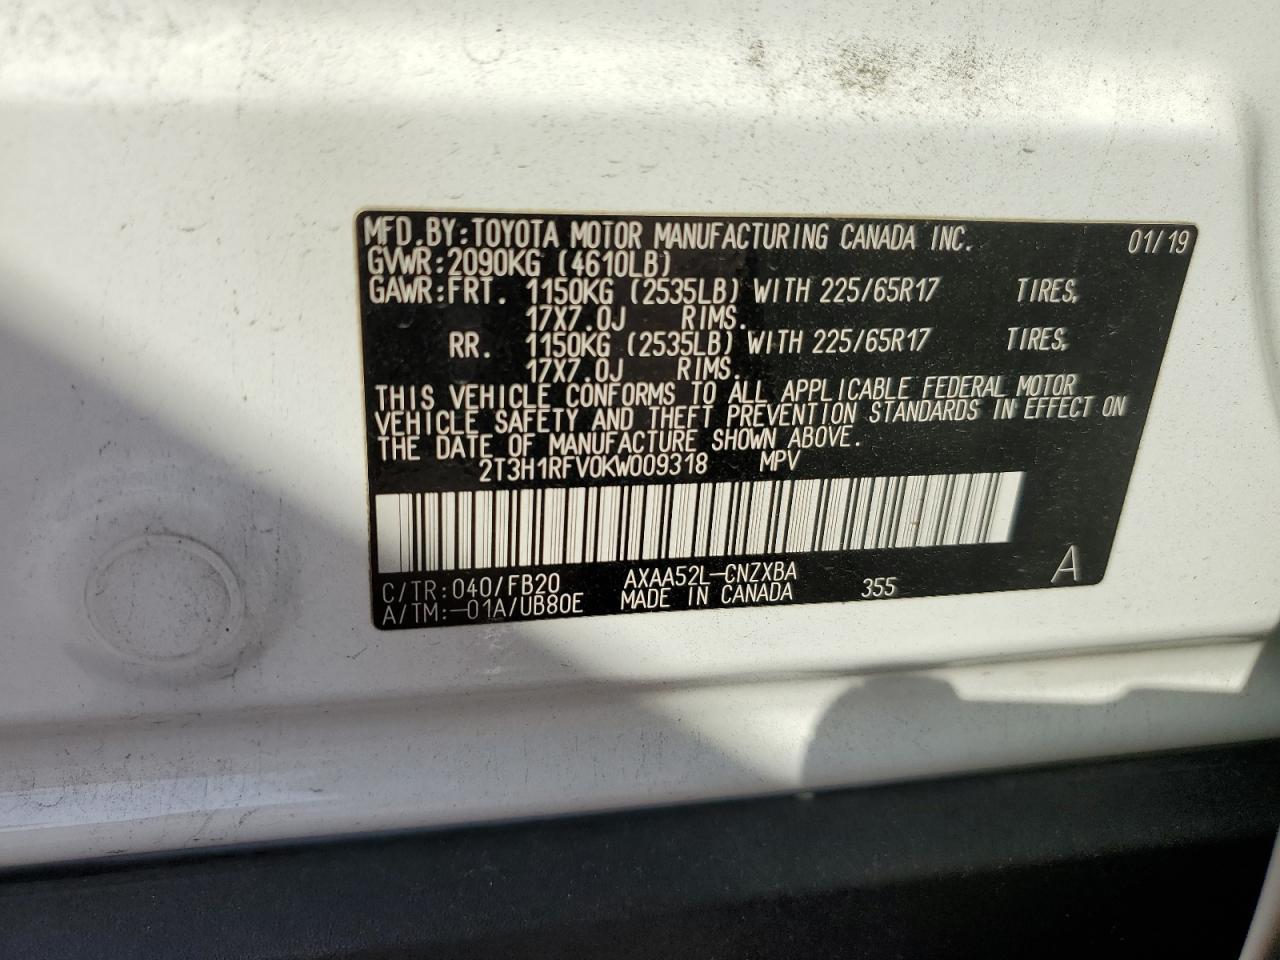 MFD.BY:TOYOTA MOTOR MANUFACTURING CANADA INC. 01/19
GVWR:2090KG (4610LB)
GAWR:FRT. 1150KG (2535LB) WITH 225/65R17 TIRES,
17X7.0J RIMS.
RR. 1150KG (2535LB) WITH 225/65R17 TIRES,
17X7.0J RIMS.
THIS VEHICLE CONFORMS TO ALL APPLICABLE FEDERAL MOTOR
VEHICLE SAFETY AND THEFT PREVENTION STANDARDS IN EFFECT ON
THE DATE OF MANUFACTURE SHOWN ABOVE.
2T3H1RFV0KW009318 MPV
C/TR:040/FB20 AXAA52L-CNZXBA A
A/TM:-01A/UB80E MADE IN CANADA 355